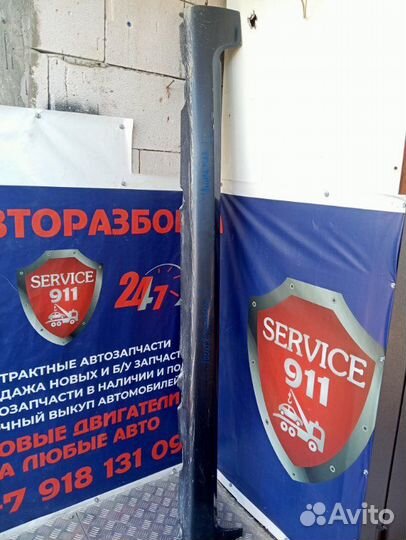 ВТОРАЗБОР
SERVICE
911
24/7
ТРАКТНЫЕ АВТОЗАПЧАСТИ
ДАЖА НОВЫХ И Б/У ЗАПЧАСТ
ОЗАПЧАСТИ В НАЛИЧИИ И ПО
ЧНЫЙ ВЫКУП АВТОМОБИЛЕЙ
ОВЫЕ ДВИГАТЕЛИ
А ЛЮБЫЕ АВТО
7 918 131 09
SERVICE
911
Avito